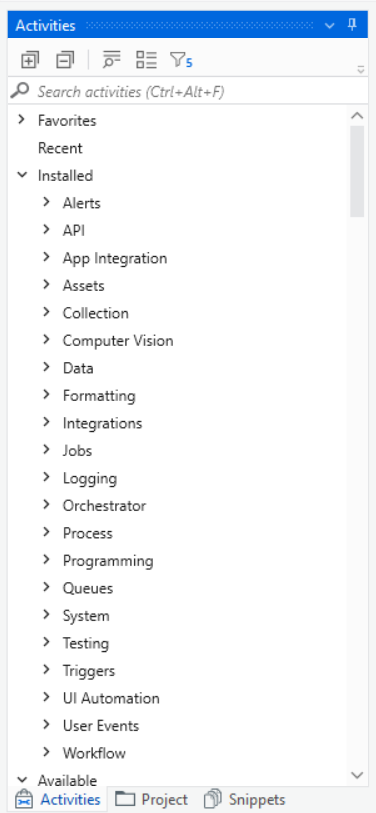 Activities
5
Search activities (Ctrl+Alt+F)
Favorites
Recent
Installed
Alerts
API
App Integration
Assets
Collection
Computer Vision
Data
Formatting
Integrations
Jobs
Logging
Orchestrator
Process
Programming
Queues
System
Testing
Triggers
UI Automation
User Events
Workflow
Available
Activities Project Snippets